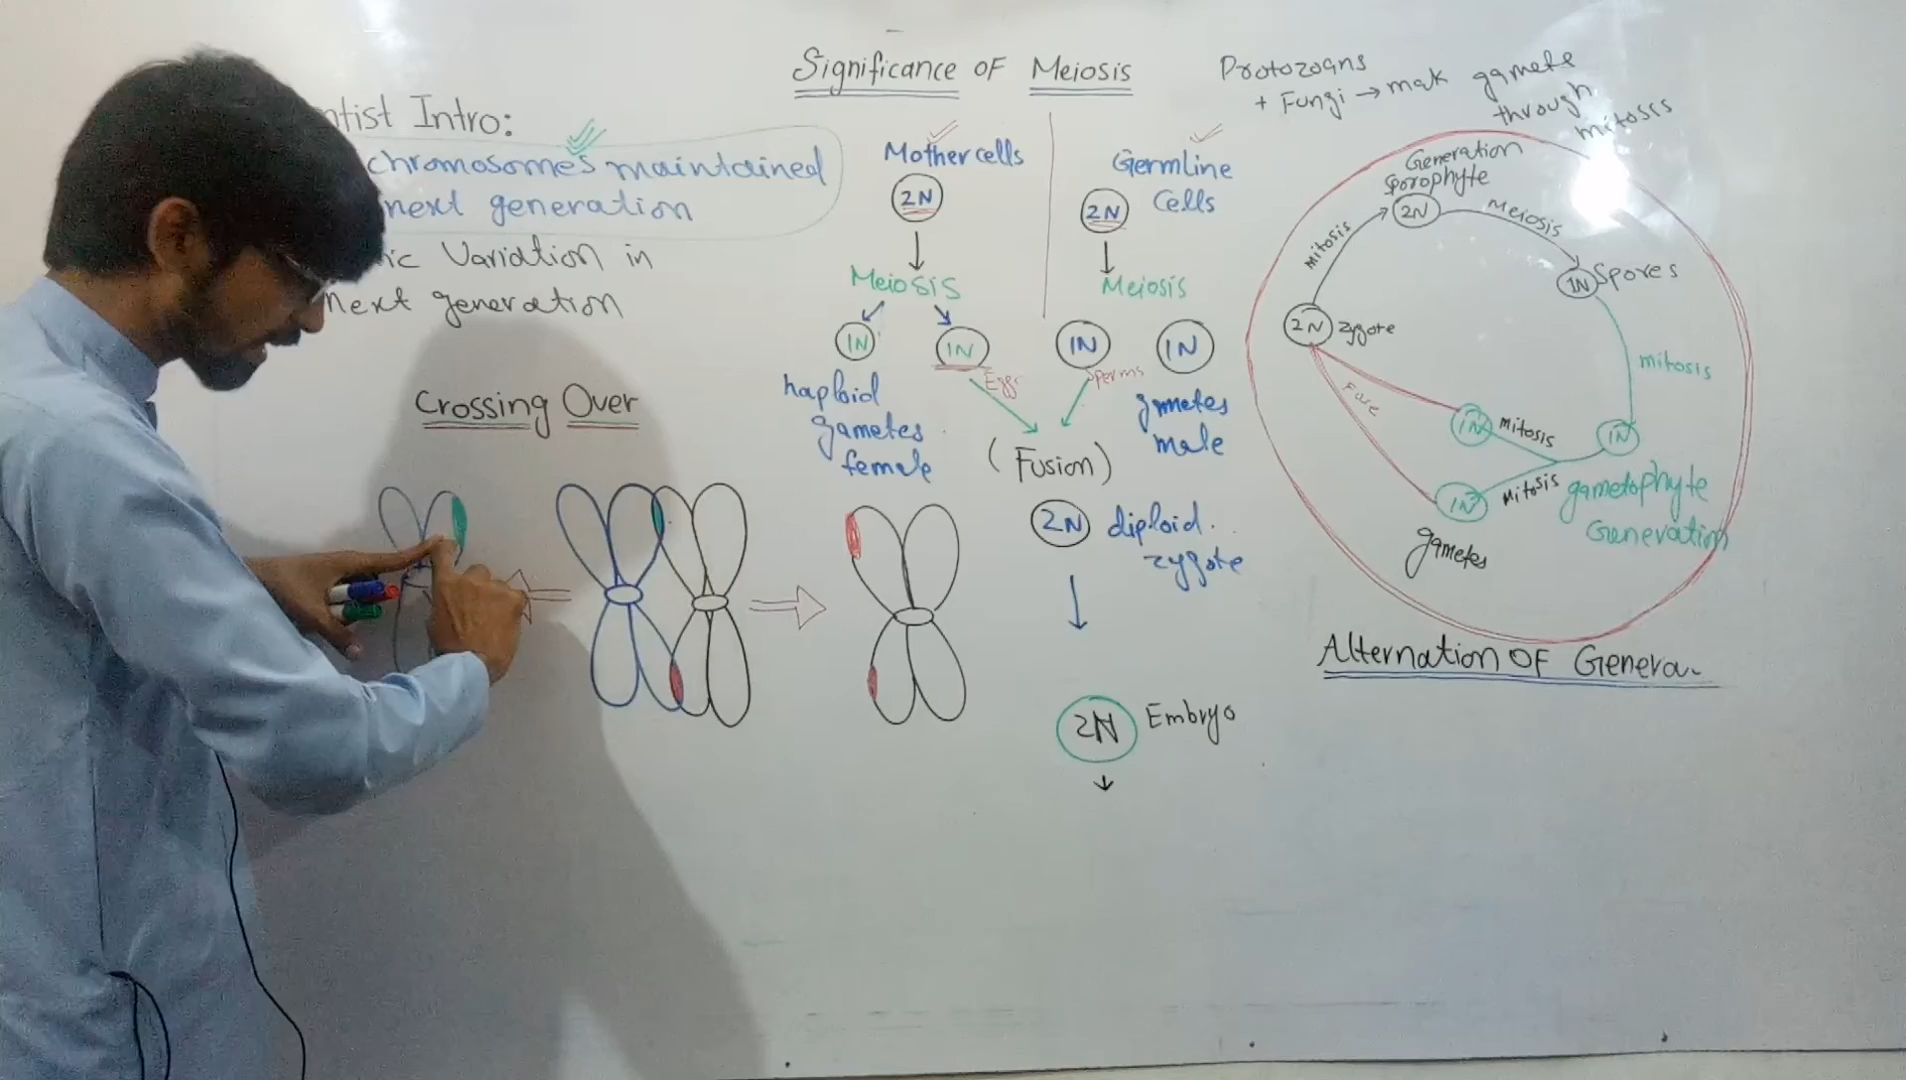 Significance OF Meiosis
ntist Intro:
chromosomes maintained
next generation
ic Variation in
next generation
Crossing Over
Mother cells
2N
Meiosis
1N
1N
Eggs
haploid
gametes
female
Germline
Cells
2N
Meiosis
1N
1N
Sperms
gmetes
male
(Fusion)
2N diploid.
zygote
2N Embryo
Protozoans
+ Fungi → mak gamete
through
mitosis
Generation
Sporophyte
2N
Meiosis
1N Spores
mitosis
1N
gametophyte
Generation
Mitosis
1N
Mitosis
1N
gametes
Fuse
2N zygote
Mitosis
Alternation OF Genera.